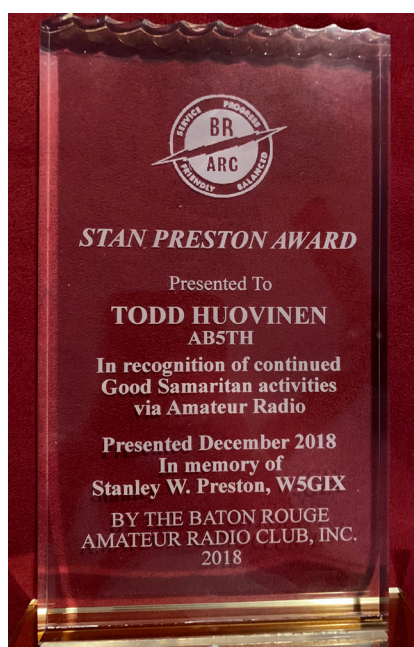 SERVICE PROGRESS
BR
ARC
FRIENDLY BALANCED
STAN PRESTON AWARD
Presented To
TODD HUOVINEN
AB5TH
In recognition of continued
Good Samaritan activities
via Amateur Radio
Presented December 2018
In memory of
Stanley W. Preston, W5GIX
BY THE BATON ROUGE
AMATEUR RADIO CLUB, INC.
2018